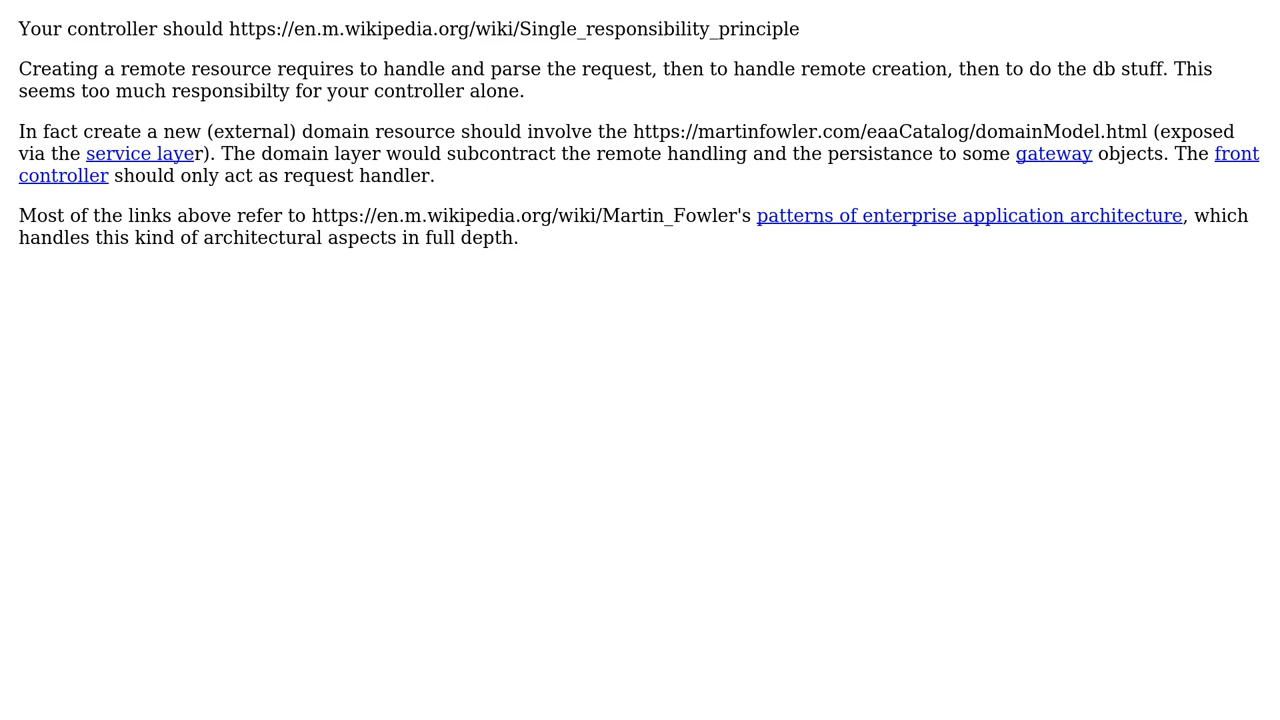 Your controller should https://en.m.wikipedia.org/wiki/Single_responsibility_principle
Creating a remote resource requires to handle and parse the request, then to handle remote creation, then to do the db stuff. This
seems too much responsibilty for your controller alone.
In fact create a new (external) domain resource should involve the https://martinfowler.com/eaaCatalog/domainModel.html (exposed
via the service layer). The domain layer would subcontract the remote handling and the persistance to some gateway objects. The front
controller should only act as request handler.
Most of the links above refer to https://en.m.wikipedia.org/wiki/Martin_Fowler's patterns of enterprise application architecture, which
handles this kind of architectural aspects in full depth.